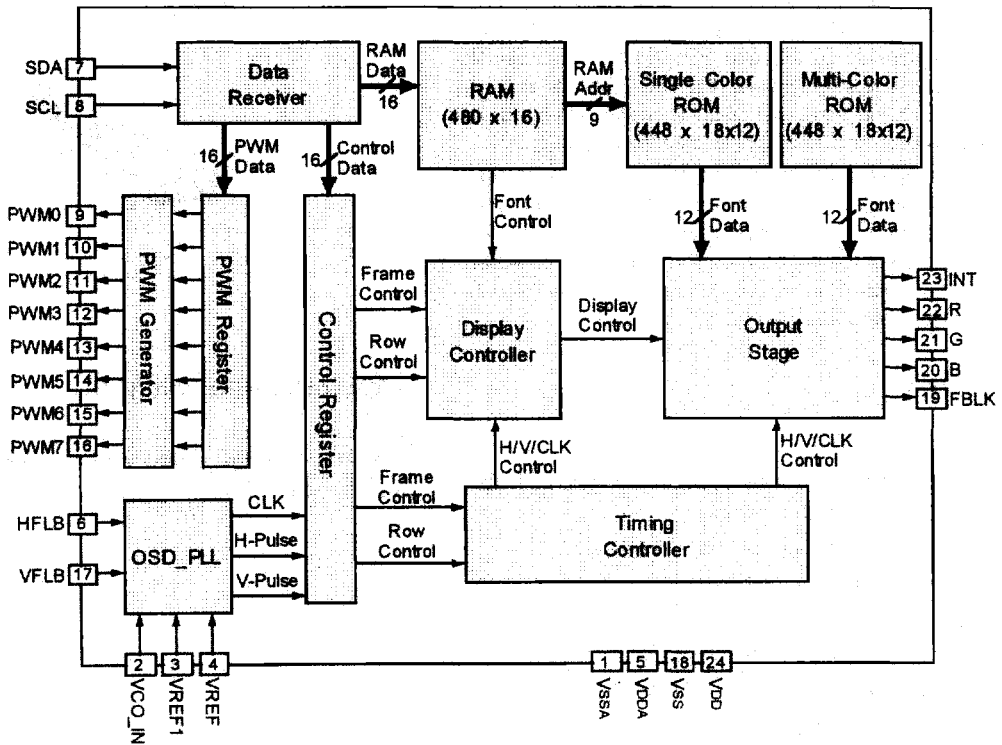 SDA 7
SCL 8
Data
Receiver
RAM
Data
16
RAM
(480 x 16)
RAM
Addr
9
Single Color
ROM
(448 x 18x12)
Multi-Color
ROM
(448 x 18x12)
16 PWM
Data
16 Control
Data
Font
Control
12 Font
Data
12 Font
Data
PWM0 9
PWM1 10
PWM2 11
PWM3 12
PWM4 13
PWM5 14
PWM6 15
PWM7 16
PWM Generator
PWM Register
Control Register
Frame
Control
Row
Control
Display
Controller
Display
Control
Output
Stage
23 INT
22 R
21 G
20 B
19 FBLK
H/V/CLK
Control
H/V/CLK
Control
HFLB 6
VFLB 17
OSD_PLL
CLK
H-Pulse
V-Pulse
Frame
Control
Row
Control
Timing
Controller
2 VCO_IN
3 VREF1
4 VREF
1 VSSA
5 VDDA
18 VSS
24 VDD